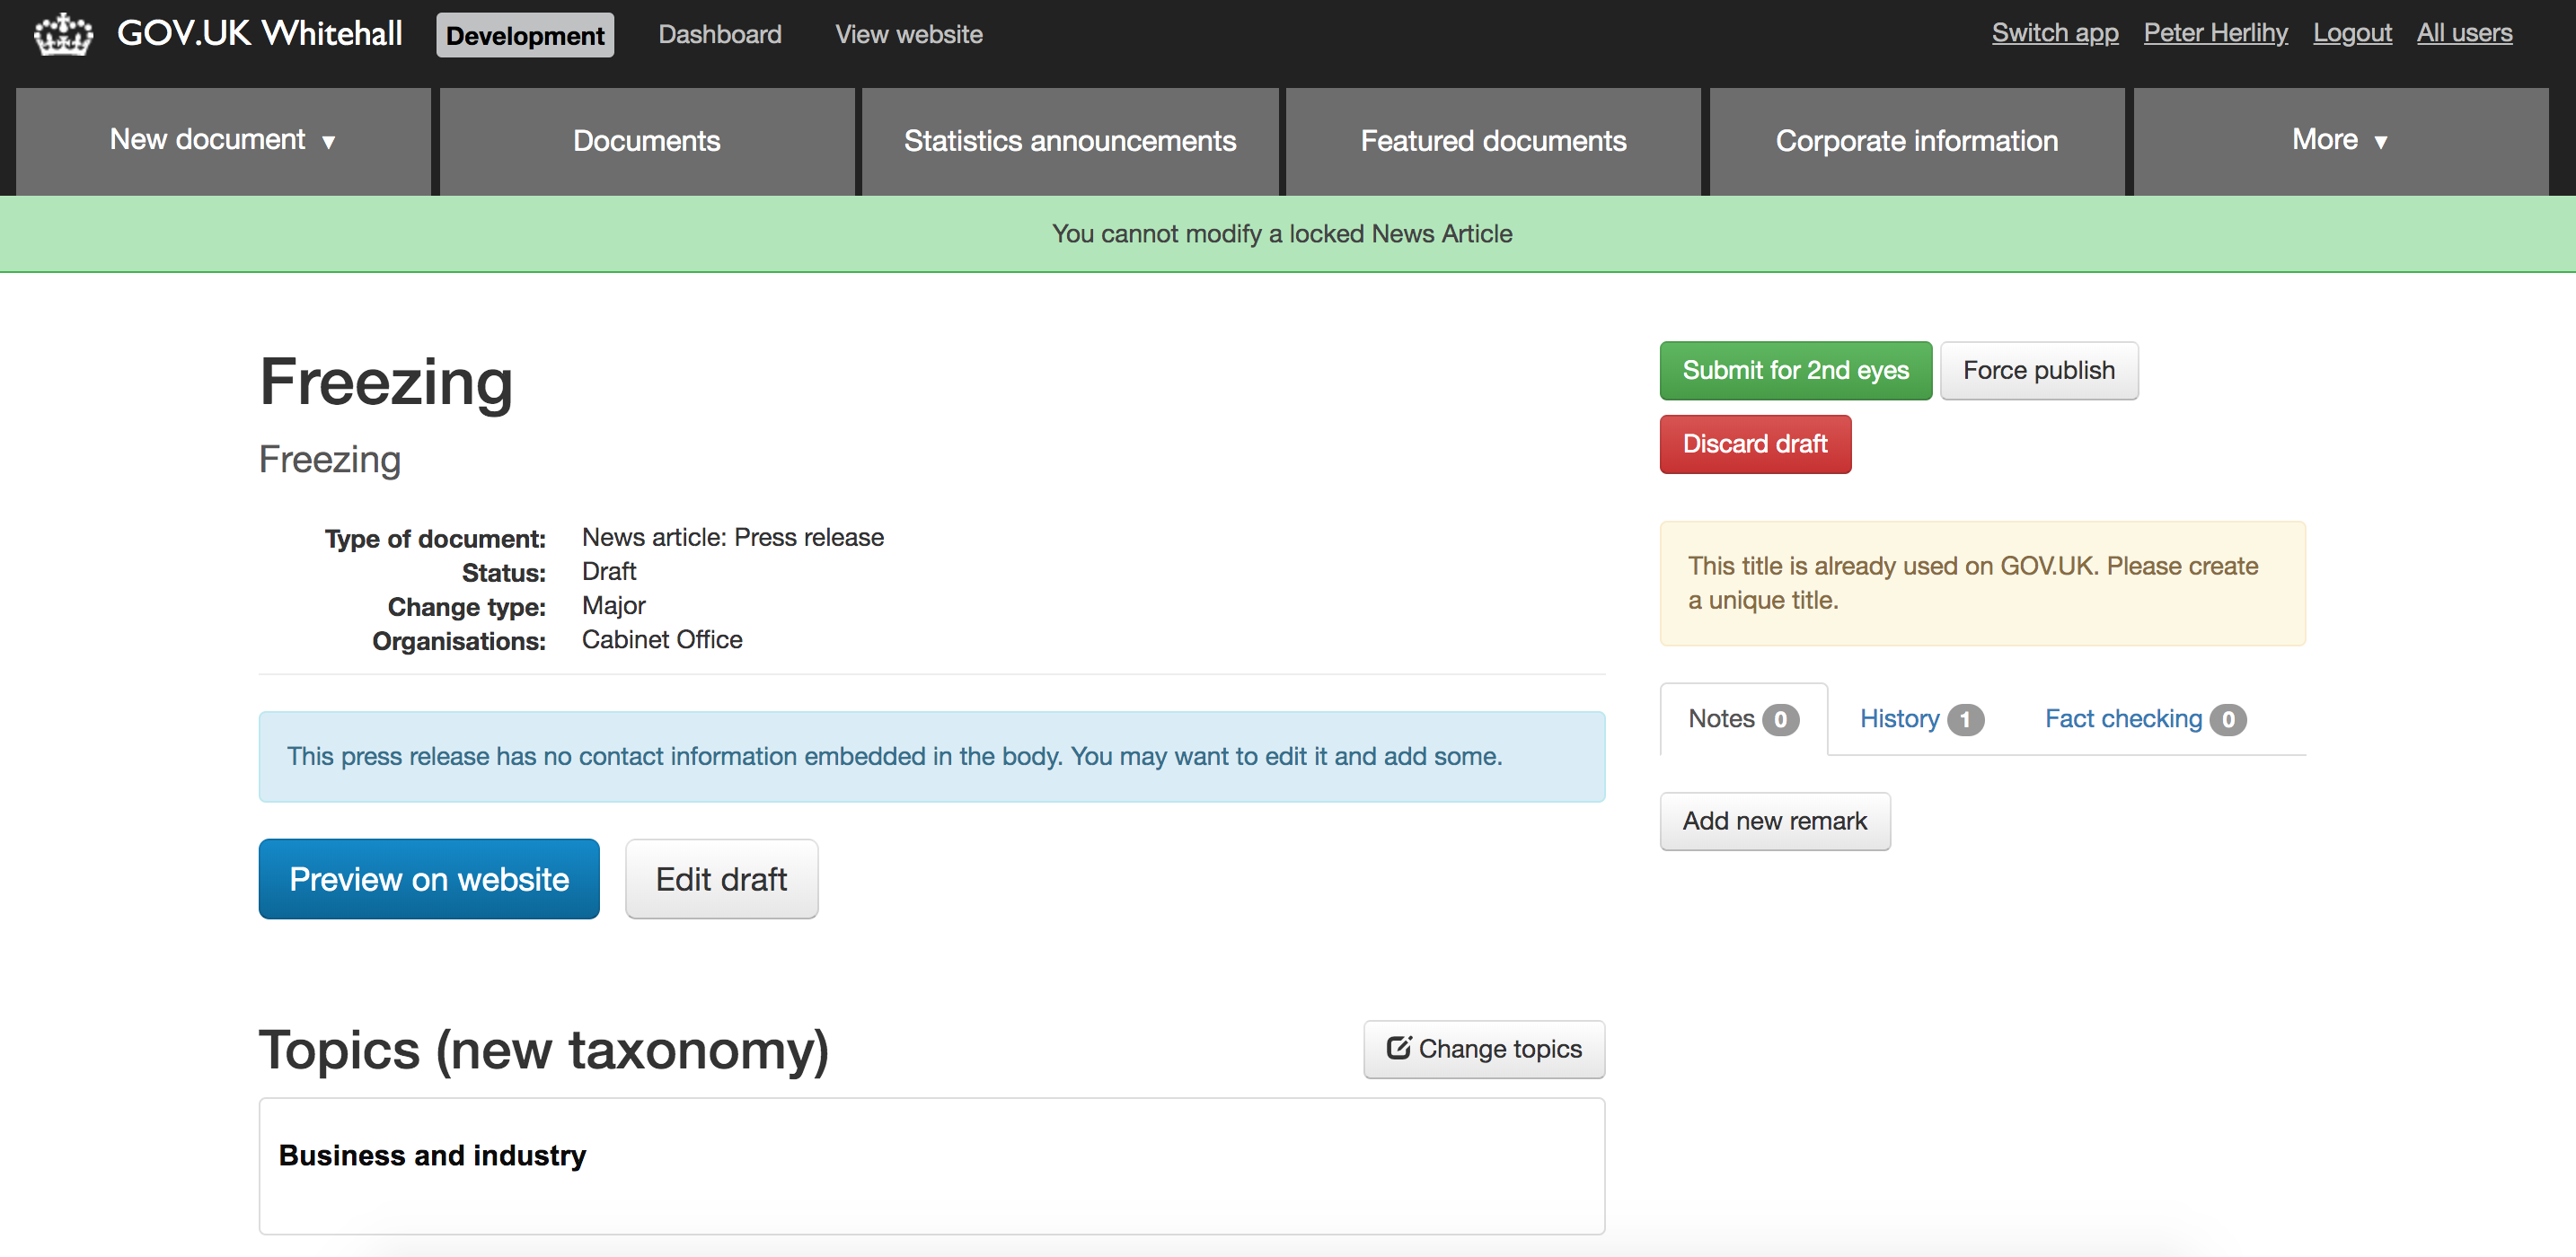 GOV.UK Whitehall Development Dashboard View website Switch app Peter Herlihy Logout All users
New document ▼ Documents Statistics announcements Featured documents Corporate information More ▼
You cannot modify a locked News Article
Freezing
Freezing
Type of document: News article: Press release
Status: Draft
Change type: Major
Organisations: Cabinet Office
This press release has no contact information embedded in the body. You may want to edit it and add some.
Preview on website Edit draft
Topics (new taxonomy) Change topics
Business and industry
Submit for 2nd eyes Force publish
Discard draft
This title is already used on GOV.UK. Please create
a unique title.
Notes 0 History 1 Fact checking 0
Add new remark